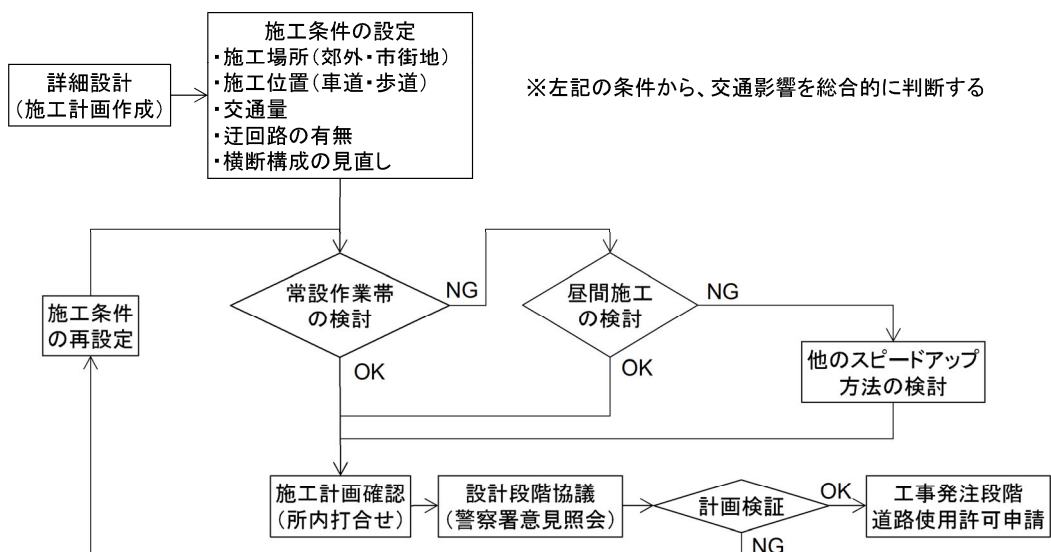 施工条件の設定
・施工場所(郊外・市街地)
・施工位置(車道・歩道)
・交通量
・迂回路の有無
・横断構成の見直し
詳細設計
(施工計画作成)
※左記の条件から、交通影響を総合的に判断する
常設作業帯
の検討
NG
OK
昼間施工
の検討
NG
OK
施工条件
の再設定
他のスピードアップ
方法の検討
施工計画確認
(所内打合せ)
設計段階協議
(警察署意見照会)
計画検証
OK
NG
工事発注段階
道路使用許可申請